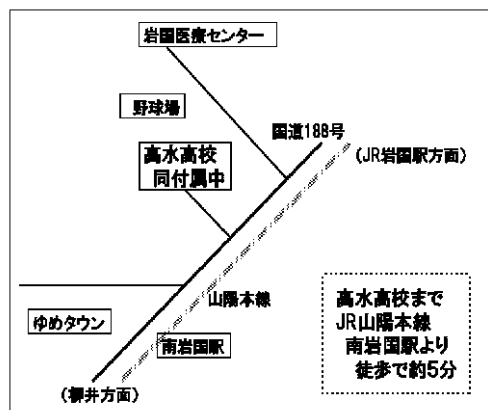 岩国医療センター
野球場
国道188号
高水高校
同付属中
(JR岩国駅方面)
山陽本線
ゆめタウン
南岩国駅
(柳井方面)
高水高校まで
JR山陽本線
南岩国駅より
徒歩で約5分